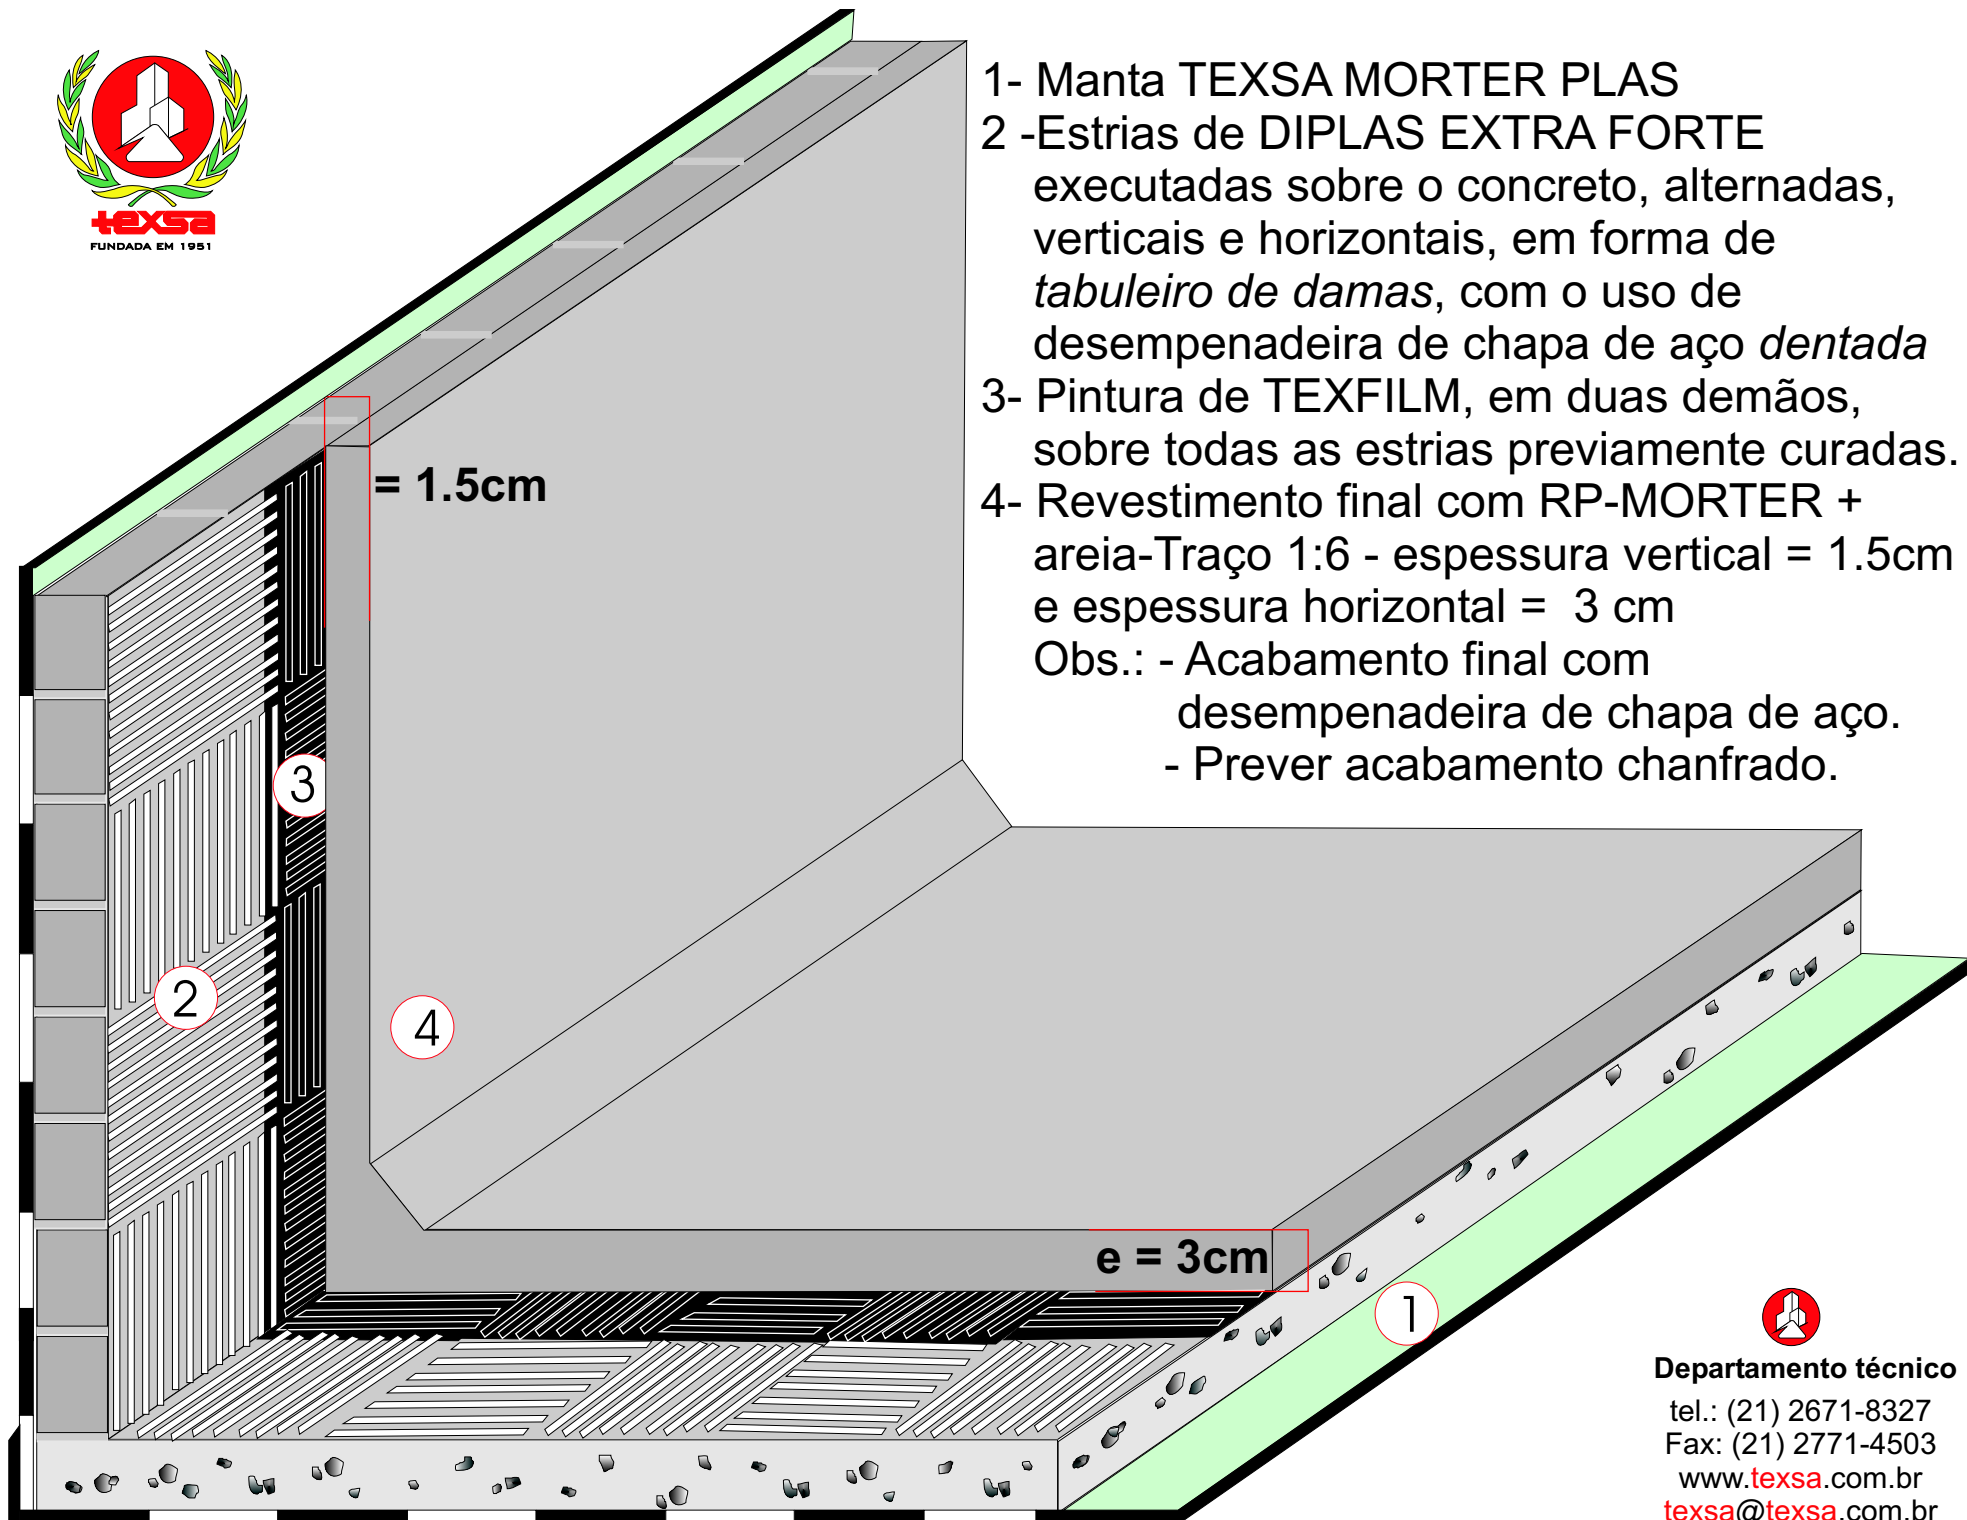 texsa
FUNDADA EM 1951
1- Manta TEXSA MORTER PLAS
2 -Estrias de DIPLAS EXTRA FORTE
executadas sobre o concreto, alternadas,
verticais e horizontais, em forma de
tabuleiro de damas, com o uso de
desempenadeira de chapa de aço dentada
3- Pintura de TEXFILM, em duas demãos,
sobre todas as estrias previamente curadas.
4- Revestimento final com RP-MORTER +
areia-Traço 1:6 - espessura vertical = 1.5cm
e espessura horizontal = 3 cm
Obs.: - Acabamento final com
desempenadeira de chapa de aço.
- Prever acabamento chanfrado.
= 1.5cm
3
2
4
e = 3cm
1
Departamento técnico
tel.: (21) 2671-8327
Fax: (21) 2771-4503
www.texsa.com.br
texsa@texsa.com.br